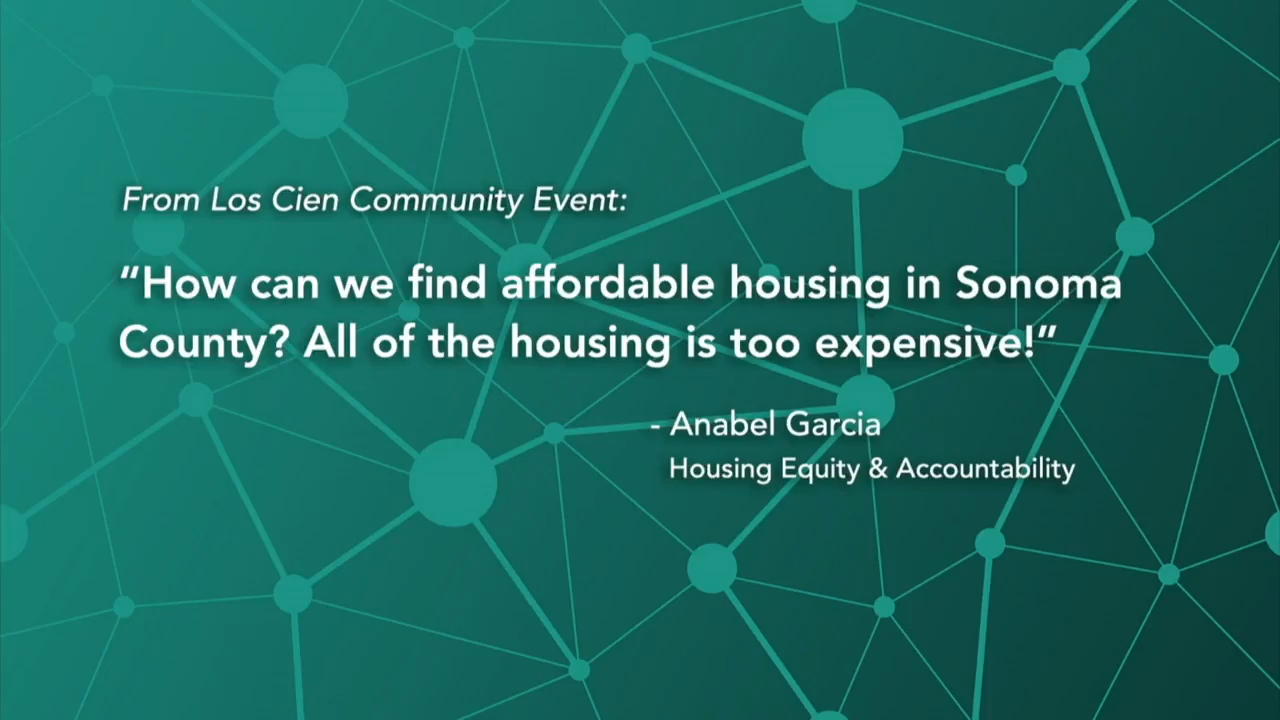 From Los Cien Community Event:
“How can we find affordable housing in Sonoma
County? All of the housing is too expensive!”
- Anabel Garcia
Housing Equity & Accountability